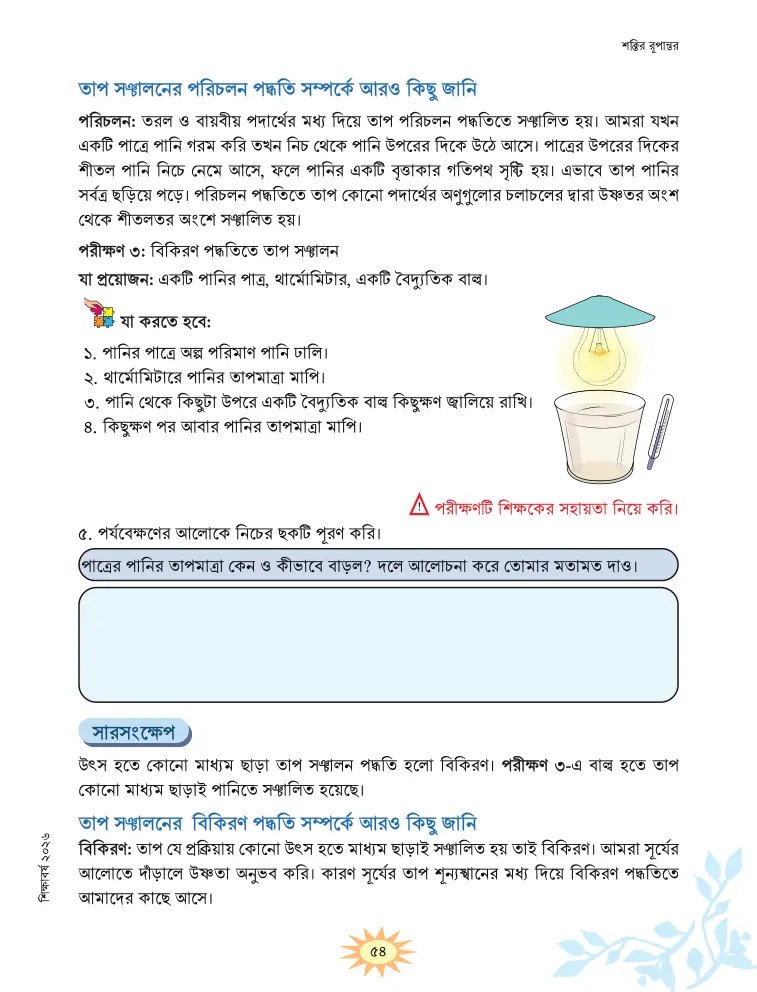 শক্তির রূপান্তর
তাপ সঞ্চালনের পরিচলন পদ্ধতি সম্পর্কে আরও কিছু জানি
পরিচলন: তরল ও বায়বীয় পদার্থের মধ্য দিয়ে তাপ পরিচলন পদ্ধতিতে সঞ্চালিত হয়। আমরা যখন
একটি পাত্রে পানি গরম করি তখন নিচ থেকে পানি উপরের দিকে উঠে আসে। পাত্রের উপরের দিকের
শীতল পানি নিচে নেমে আসে, ফলে পানির একটি বৃত্তাকার গতিপথ সৃষ্টি হয়। এভাবে তাপ পানির
সর্বত্র ছড়িয়ে পড়ে। পরিচলন পদ্ধতিতে তাপ কোনো পদার্থের অণুগুলোর চলাচলের দ্বারা উষ্ণতর অংশ
থেকে শীতলতর অংশে সঞ্চালিত হয়।
পরীক্ষণ ৩: বিকিরণ পদ্ধতিতে তাপ সঞ্চালন
যা প্রয়োজন: একটি পানির পাত্র, থার্মোমিটার, একটি বৈদ্যুতিক বাল্ব।
যা করতে হবে:
১. পানির পাত্রে অল্প পরিমাণ পানি ঢালি।
২. থার্মোমিটারে পানির তাপমাত্রা মাপি।
৩. পানি থেকে কিছুটা উপরে একটি বৈদ্যুতিক বাল্ব কিছুক্ষণ জ্বালিয়ে রাখি।
৪. কিছুক্ষণ পর আবার পানির তাপমাত্রা মাপি।
পরীক্ষণটি শিক্ষকের সহায়তা নিয়ে করি।
৫. পর্যবেক্ষণের আলোকে নিচের ছকটি পূরণ করি।
পাত্রের পানির তাপমাত্রা কেন ও কীভাবে বাড়ল? দলে আলোচনা করে তোমার মতামত দাও।
সারসংক্ষেপ
উৎস হতে কোনো মাধ্যম ছাড়া তাপ সঞ্চালন পদ্ধতি হলো বিকিরণ। পরীক্ষণ ৩-এ বাল্ব হতে তাপ
কোনো মাধ্যম ছাড়াই পানিতে সঞ্চালিত হয়েছে।
তাপ সঞ্চালনের বিকিরণ পদ্ধতি সম্পর্কে আরও কিছু জানি
বিকিরণ: তাপ যে প্রক্রিয়ায় কোনো উৎস হতে মাধ্যম ছাড়াই সঞ্চালিত হয় তাই বিকিরণ। আমরা সূর্যের
আলোতে দাঁড়ালে উষ্ণতা অনুভব করি। কারণ সূর্যের তাপ শূন্যস্থানের মধ্য দিয়ে বিকিরণ পদ্ধতিতে
আমাদের কাছে আসে।
শিক্ষাবর্ষ ২০২৬
৫৪